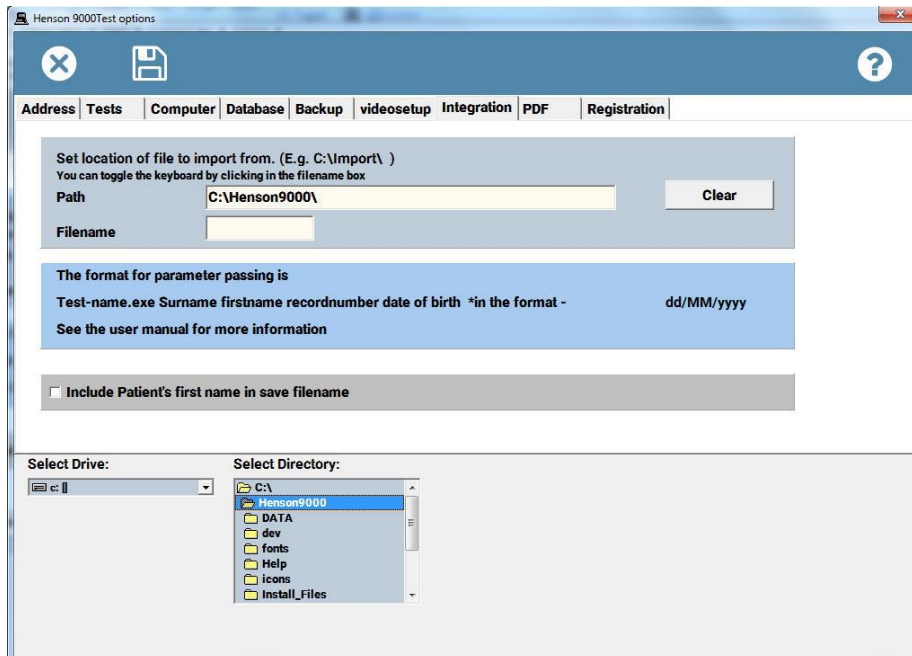 Henson 9000Test options
Address Tests Computer Database Backup videosetup Integration PDF Registration
Set location of file to import from. (E.g. C:\Import\ )
You can toggle the keyboard by clicking in the filename box
Path C:\Henson9000\ Clear
Filename
The format for parameter passing is
Test-name.exe Surname firstname recordnumber date of birth *in the format - dd/MM/yyyy
See the user manual for more information
Include Patient's first name in save filename
Select Drive: Select Directory:
c: [] C:\
Henson9000
DATA
dev
fonts
Help
icons
Install_Files